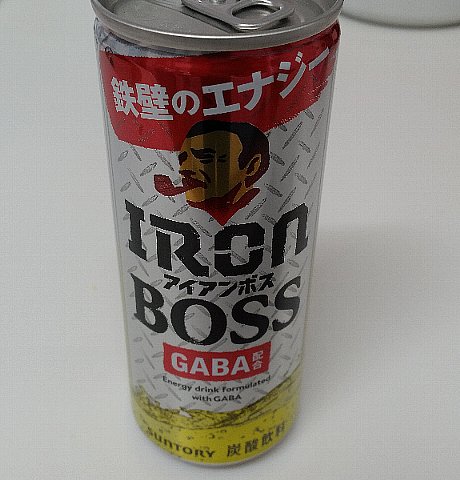 鉄壁のエナジー
IRON
アイアンボス
BOSS
GABA配合
Energy drink formulated
with GABA
SUNTORY 炭酸飲料